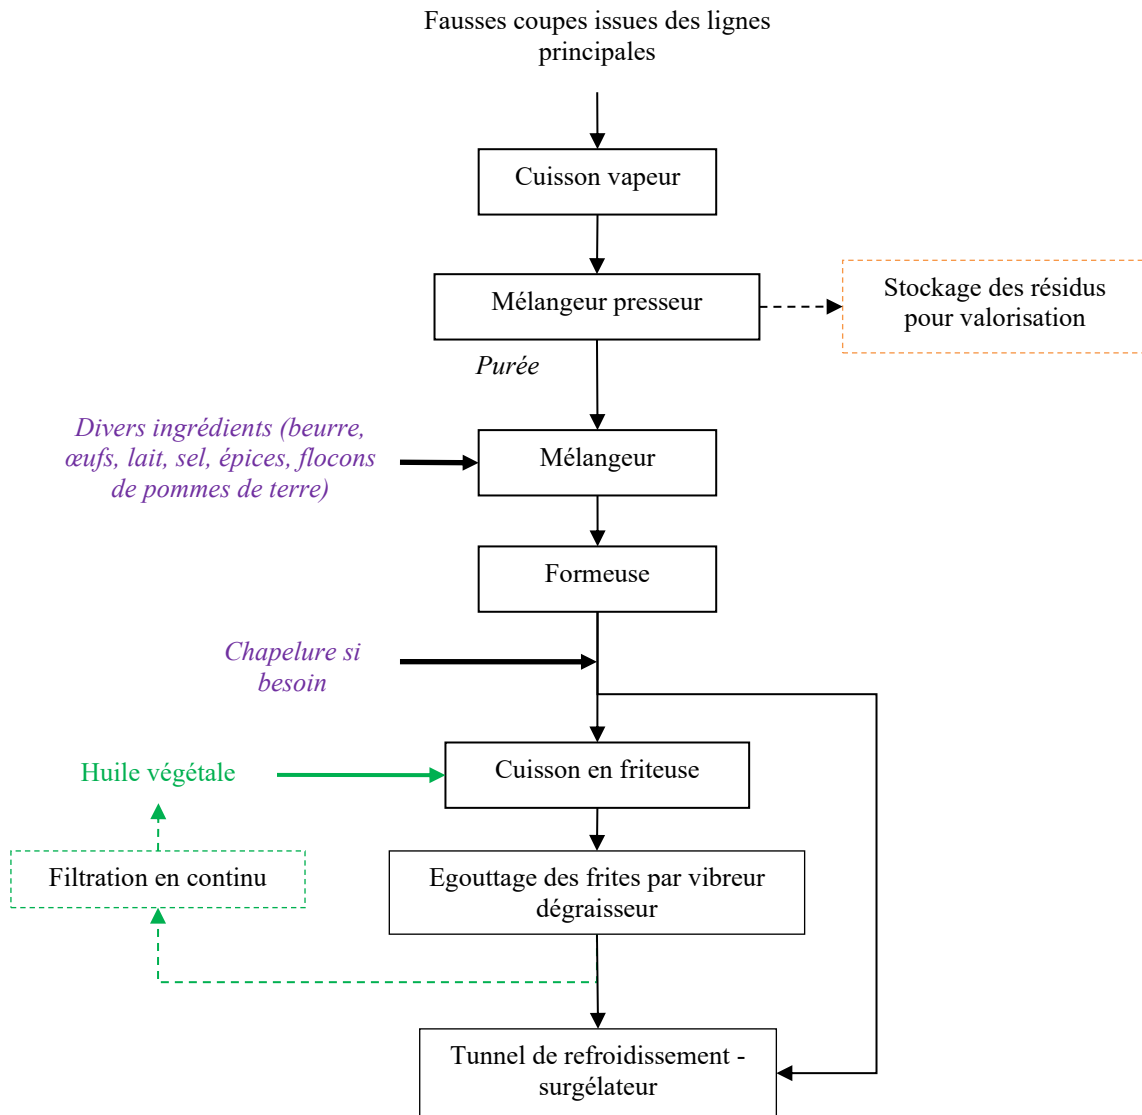 Fausses coupes issues des lignes
principales
Cuisson vapeur
Mélangeur presseur
Stockage des résidus
pour valorisation
Purée
Divers ingrédients (beurre,
œufs, lait, sel, épices, flocons
de pommes de terre)
Mélangeur
Formeuse
Chapelure si
besoin
Huile végétale
Cuisson en friteuse
Filtration en continu
Egouttage des frites par vibreur
dégraisseur
Tunnel de refroidissement -
surgélateur